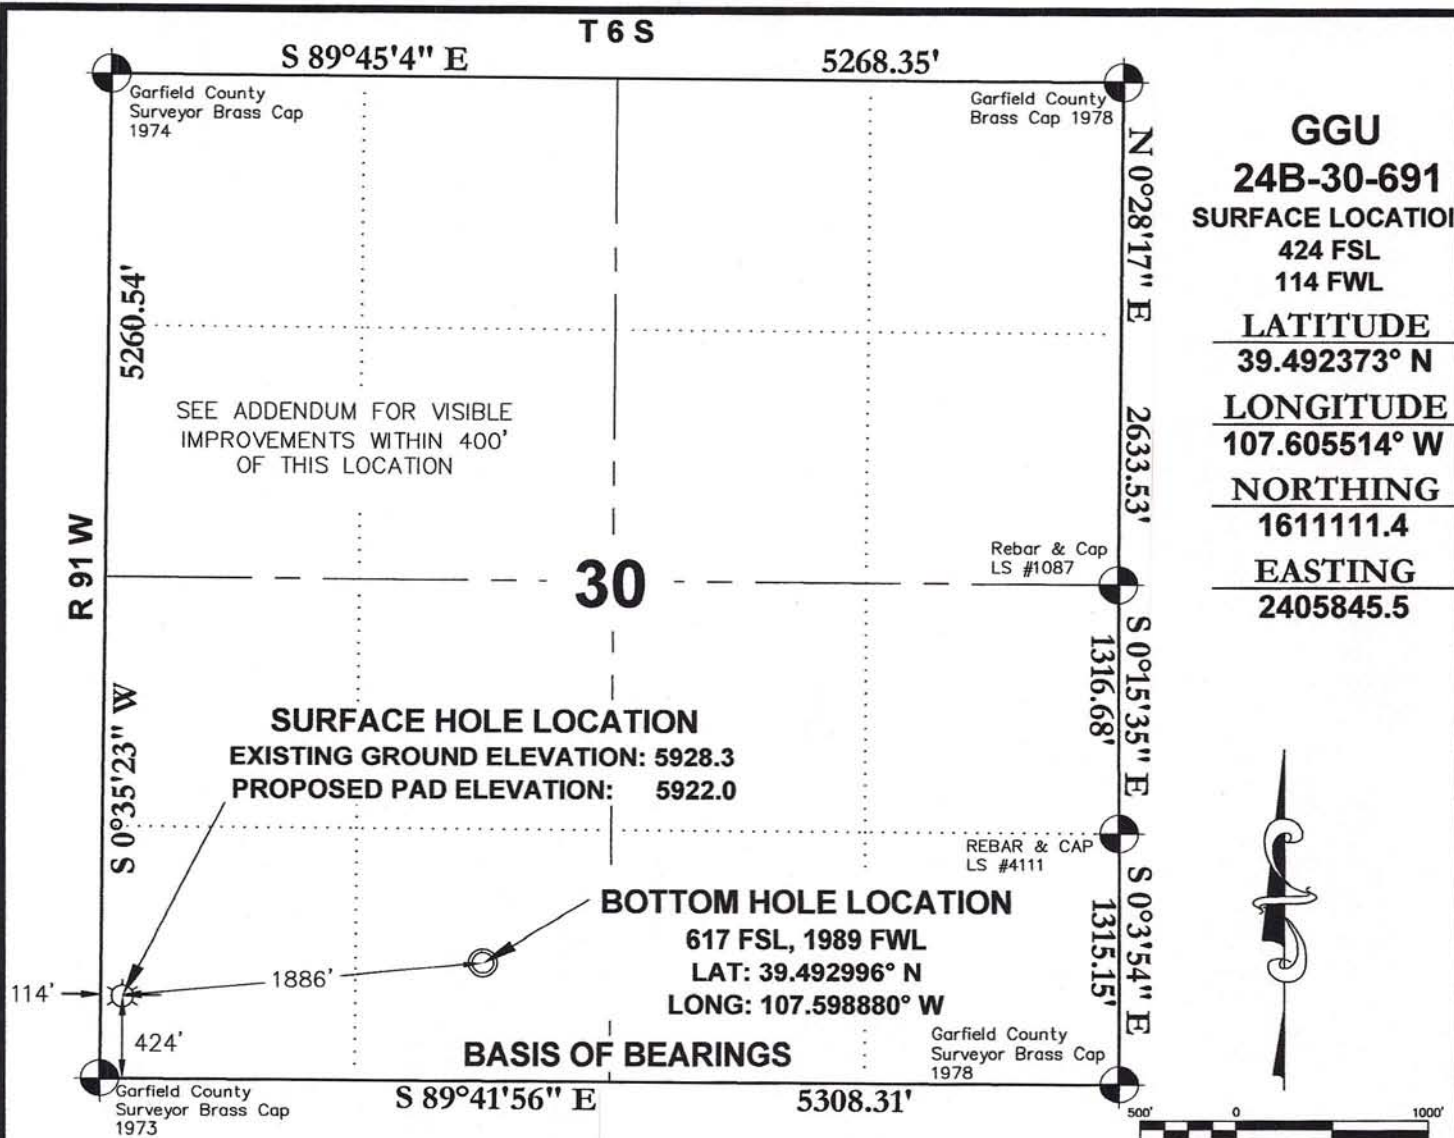 T 6 S
S 89°45'4" E
5268.35'
Garfield County
Surveyor Brass Cap
1974
Garfield County
Brass Cap 1978
N 0°28'17" E
2633.53'
5260.54'
SEE ADDENDUM FOR VISIBLE
IMPROVEMENTS WITHIN 400'
OF THIS LOCATION
R 91 W
30
Rebar & Cap
LS #1087
S 0°15'35" E
1316.68'
S 0°35'23" W
SURFACE HOLE LOCATION
EXISTING GROUND ELEVATION: 5928.3
PROPOSED PAD ELEVATION: 5922.0
REBAR & CAP
LS #4111
S 0°3'54" E
1315.15'
BOTTOM HOLE LOCATION
617 FSL, 1989 FWL
LAT: 39.492996° N
LONG: 107.598880° W
1886'
114'
424'
BASIS OF BEARINGS
S 89°41'56" E
5308.31'
Garfield County
Surveyor Brass Cap
1978
Garfield County
Surveyor Brass Cap
1973
GGU
24B-30-691
SURFACE LOCATION
424 FSL
114 FWL
LATITUDE
39.492373° N
LONGITUDE
107.605514° W
NORTHING
1611111.4
EASTING
2405845.5
500' 0 1000'